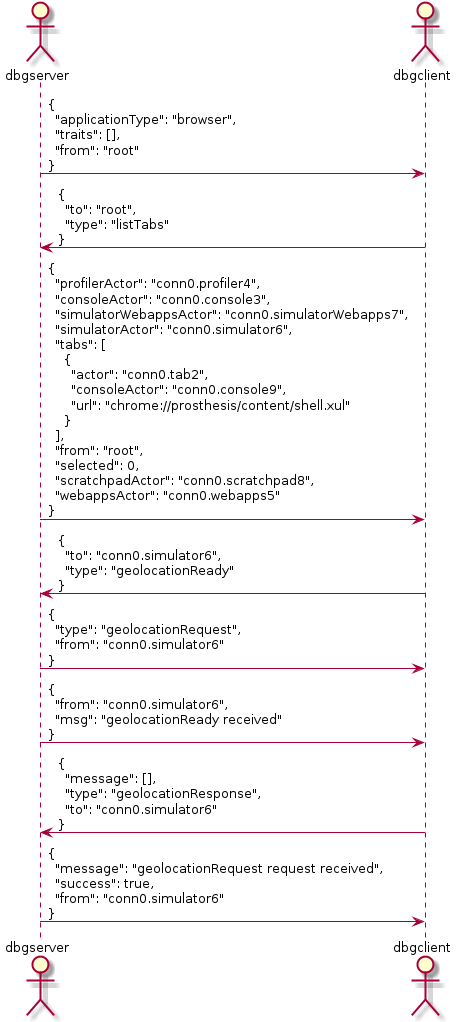 dbgserver dbgclient
{
"applicationType": "browser",
"traits": [],
"from": "root"
}
{
"to": "root",
"type": "listTabs"
}
{
"profilerActor": "conn0.profiler4",
"consoleActor": "conn0.console3",
"simulatorWebappsActor": "conn0.simulatorWebapps7",
"simulatorActor": "conn0.simulator6",
"tabs": [
{
"actor": "conn0.tab2",
"consoleActor": "conn0.console9",
"url": "chrome://prosthesis/content/shell.xul"
}
],
"from": "root",
"selected": 0,
"scratchpadActor": "conn0.scratchpad8",
"webappsActor": "conn0.webapps5"
}
{
"to": "conn0.simulator6",
"type": "geolocationReady"
}
{
"type": "geolocationRequest",
"from": "conn0.simulator6"
}
{
"from": "conn0.simulator6",
"msg": "geolocationReady received"
}
{
"message": [],
"type": "geolocationResponse",
"to": "conn0.simulator6"
}
{
"message": "geolocationRequest request received",
"success": true,
"from": "conn0.simulator6"
}
dbgserver dbgclient